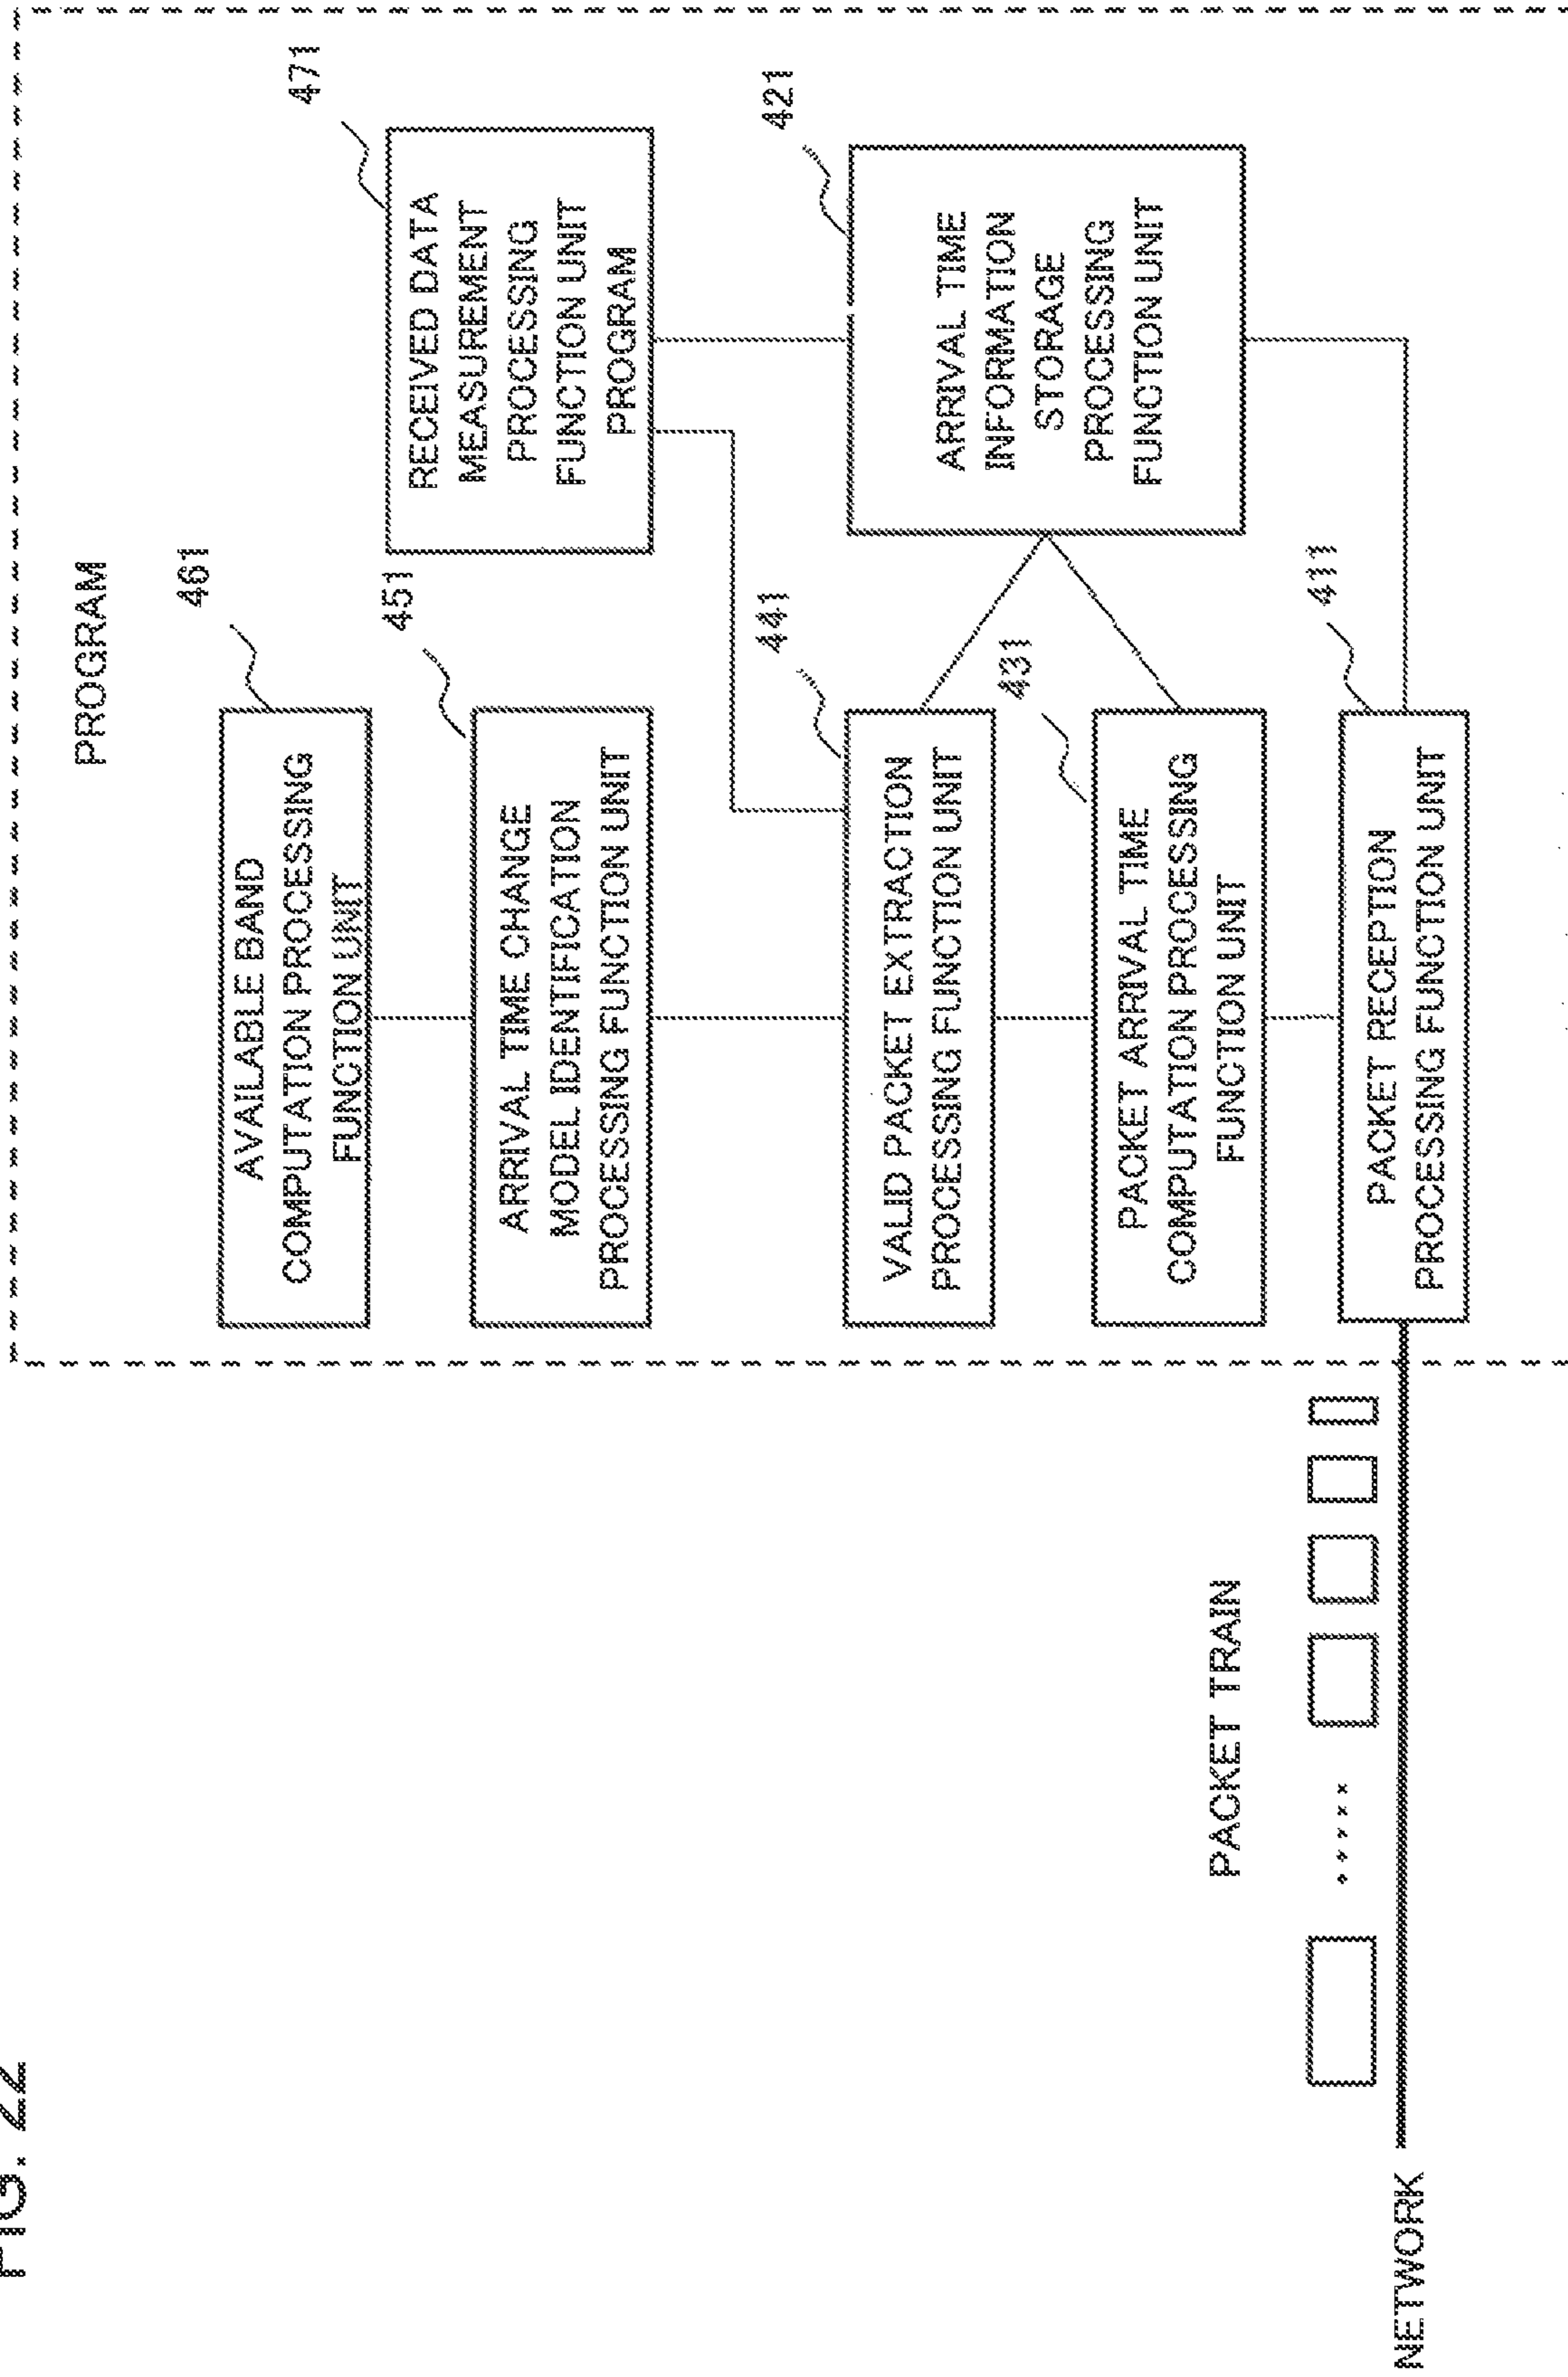 FIG. 22
PROGRAM
461
AVAILABLE BAND
COMPUTATION PROCESSING
FUNCTION UNIT
471
RECEIVED DATA
MEASUREMENT
PROCESSING
FUNCTION UNIT
PROGRAM
451
ARRIVAL TIME CHANGE
MODEL IDENTIFICATION
PROCESSING FUNCTION UNIT
441
VALID PACKET EXTRACTION
PROCESSING FUNCTION UNIT
421
ARRIVAL TIME
INFORMATION
STORAGE
PROCESSING
FUNCTION UNIT
431
PACKET ARRIVAL TIME
COMPUTATION PROCESSING
FUNCTION UNIT
411
PACKET RECEPTION
PROCESSING FUNCTION UNIT
PACKET TRAIN
NETWORK